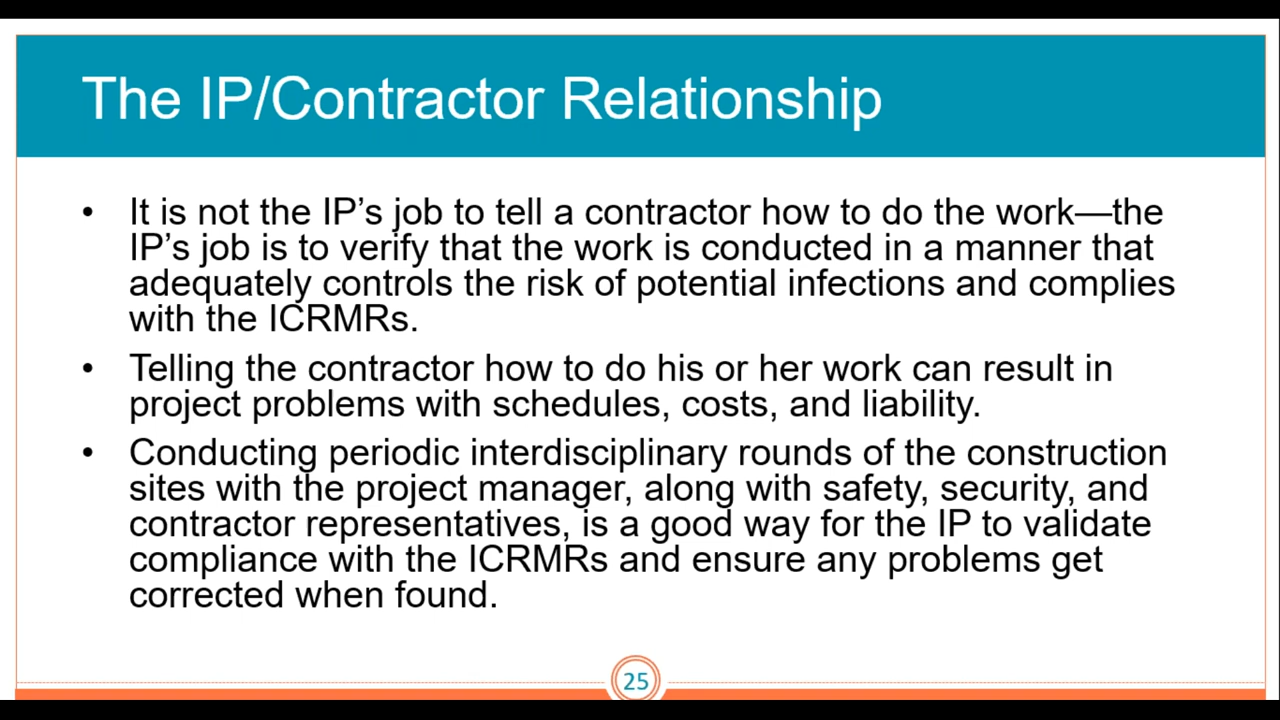 The IP/Contractor Relationship
• It is not the IP’s job to tell a contractor how to do the work—the
IP’s job is to verify that the work is conducted in a manner that
adequately controls the risk of potential infections and complies
with the ICRMRs.
• Telling the contractor how to do his or her work can result in
project problems with schedules, costs, and liability.
• Conducting periodic interdisciplinary rounds of the construction
sites with the project manager, along with safety, security, and
contractor representatives, is a good way for the IP to validate
compliance with the ICRMRs and ensure any problems get
corrected when found.
25